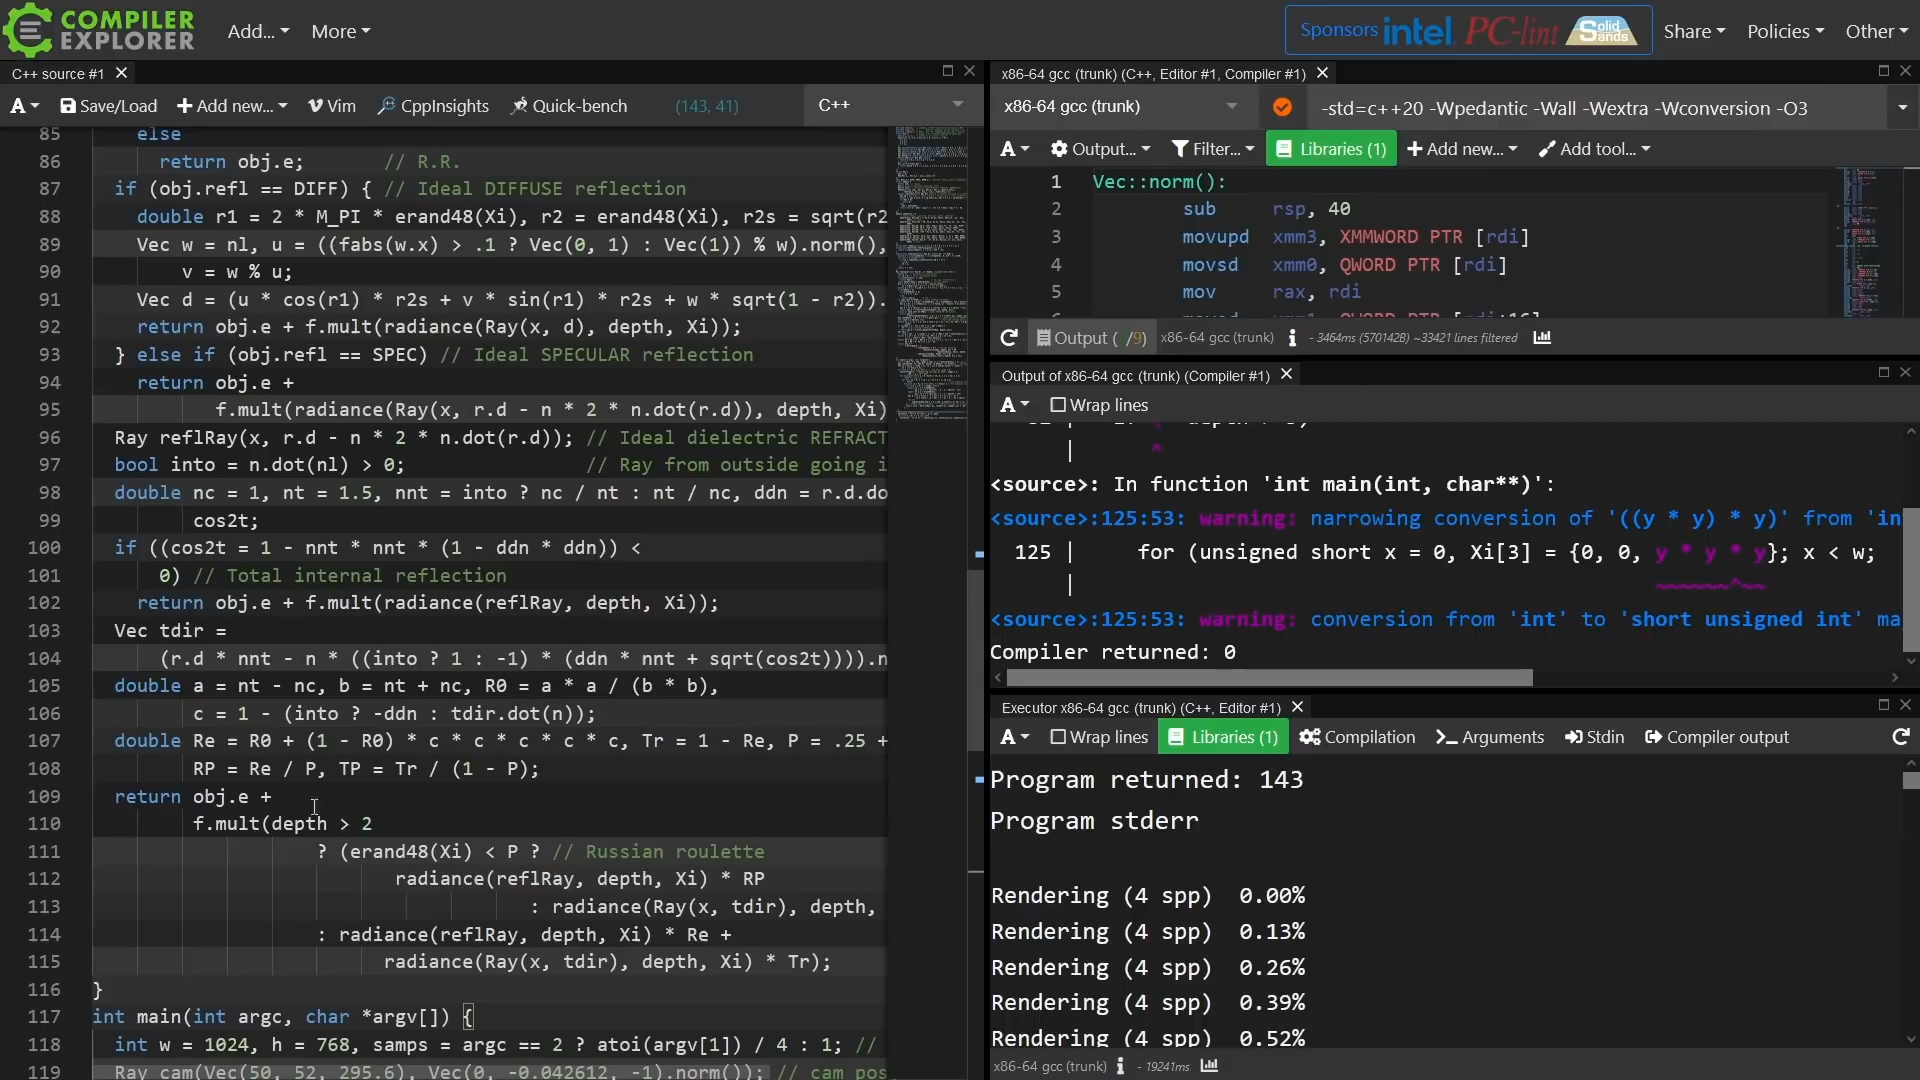 COMPILER
EXPLORER
Add...
More
Sponsors intel. PC-lint Solid Sands
Share
Policies
Other
C++ source #1
A
Save/Load
Add new...
Vim
CppInsights
Quick-bench
(143, 41)
C++
85 else
86 return obj.e; // R.R.
87 if (obj.refl == DIFF) { // Ideal DIFFUSE reflection
88 double r1 = 2 * M_PI * erand48(Xi), r2 = erand48(Xi), r2s = sqrt(r2
89 Vec w = nl, u = ((fabs(w.x) > .1 ? Vec(0, 1) : Vec(1)) % w).norm(),
90 v = w % u;
91 Vec d = (u * cos(r1) * r2s + v * sin(r1) * r2s + w * sqrt(1 - r2)).
92 return obj.e + f.mult(radiance(Ray(x, d), depth, Xi));
93 } else if (obj.refl == SPEC) // Ideal SPECULAR reflection
94 return obj.e +
95 f.mult(radiance(Ray(x, r.d - n * 2 * n.dot(r.d)), depth, Xi)
96 Ray reflRay(x, r.d - n * 2 * n.dot(r.d)); // Ideal dielectric REFRACT
97 bool into = n.dot(nl) > 0; // Ray from outside going i
98 double nc = 1, nt = 1.5, nnt = into ? nc / nt : nt / nc, ddn = r.d.do
99 cos2t;
100 if ((cos2t = 1 - nnt * nnt * (1 - ddn * ddn)) <
101 0) // Total internal reflection
102 return obj.e + f.mult(radiance(reflRay, depth, Xi));
103 Vec tdir =
104 (r.d * nnt - n * ((into ? 1 : -1) * (ddn * nnt + sqrt(cos2t)))).n
105 double a = nt - nc, b = nt + nc, R0 = a * a / (b * b),
106 c = 1 - (into ? -ddn : tdir.dot(n));
107 double Re = R0 + (1 - R0) * c * c * c * c * c, Tr = 1 - Re, P = .25 +
108 RP = Re / P, TP = Tr / (1 - P);
109 return obj.e +
110 f.mult(depth > 2
111 ? (erand48(Xi) < P ? // Russian roulette
112 radiance(reflRay, depth, Xi) * RP
113 : radiance(Ray(x, tdir), depth,
114 : radiance(reflRay, depth, Xi) * Re +
115 radiance(Ray(x, tdir), depth, Xi) * Tr);
116 }
117 int main(int argc, char *argv[]) {
118 int w = 1024, h = 768, samps = argc == 2 ? atoi(argv[1]) / 4 : 1; //
119 Ray cam(Vec(50, 52, 295.6), Vec(0, -0.042612, -1).norm()); // cam pos
x86-64 gcc (trunk) (C++, Editor #1, Compiler #1)
x86-64 gcc (trunk)
-std=c++20 -Wpedantic -Wall -Wextra -Wconversion -O3
A
Output...
Filter...
Libraries (1)
Add new...
Add tool...
1 Vec::norm():
2 sub rsp, 40
3 movupd xmm3, XMMWORD PTR [rdi]
4 movsd xmm0, QWORD PTR [rdi]
5 mov rax, rdi
Output ( /9) x86-64 gcc (trunk) i - 3464ms (570142B) ~33421 lines filtered
Output of x86-64 gcc (trunk) (Compiler #1)
A
Wrap lines
|
^
<source>: In function 'int main(int, char**)':
<source>:125:53: warning: narrowing conversion of '((y * y) * y)' from 'in
125 | for (unsigned short x = 0, Xi[3] = {0, 0, y * y * y}; x < w;
| ~~~~~~^~~
<source>:125:53: warning: conversion from 'int' to 'short unsigned int' ma
Compiler returned: 0
Executor x86-64 gcc (trunk) (C++, Editor #1)
A
Wrap lines
Libraries (1)
Compilation
Arguments
Stdin
Compiler output
Program returned: 143
Program stderr
Rendering (4 spp) 0.00%
Rendering (4 spp) 0.13%
Rendering (4 spp) 0.26%
Rendering (4 spp) 0.39%
Rendering (4 spp) 0.52%
x86-64 gcc (trunk) i - 19241ms